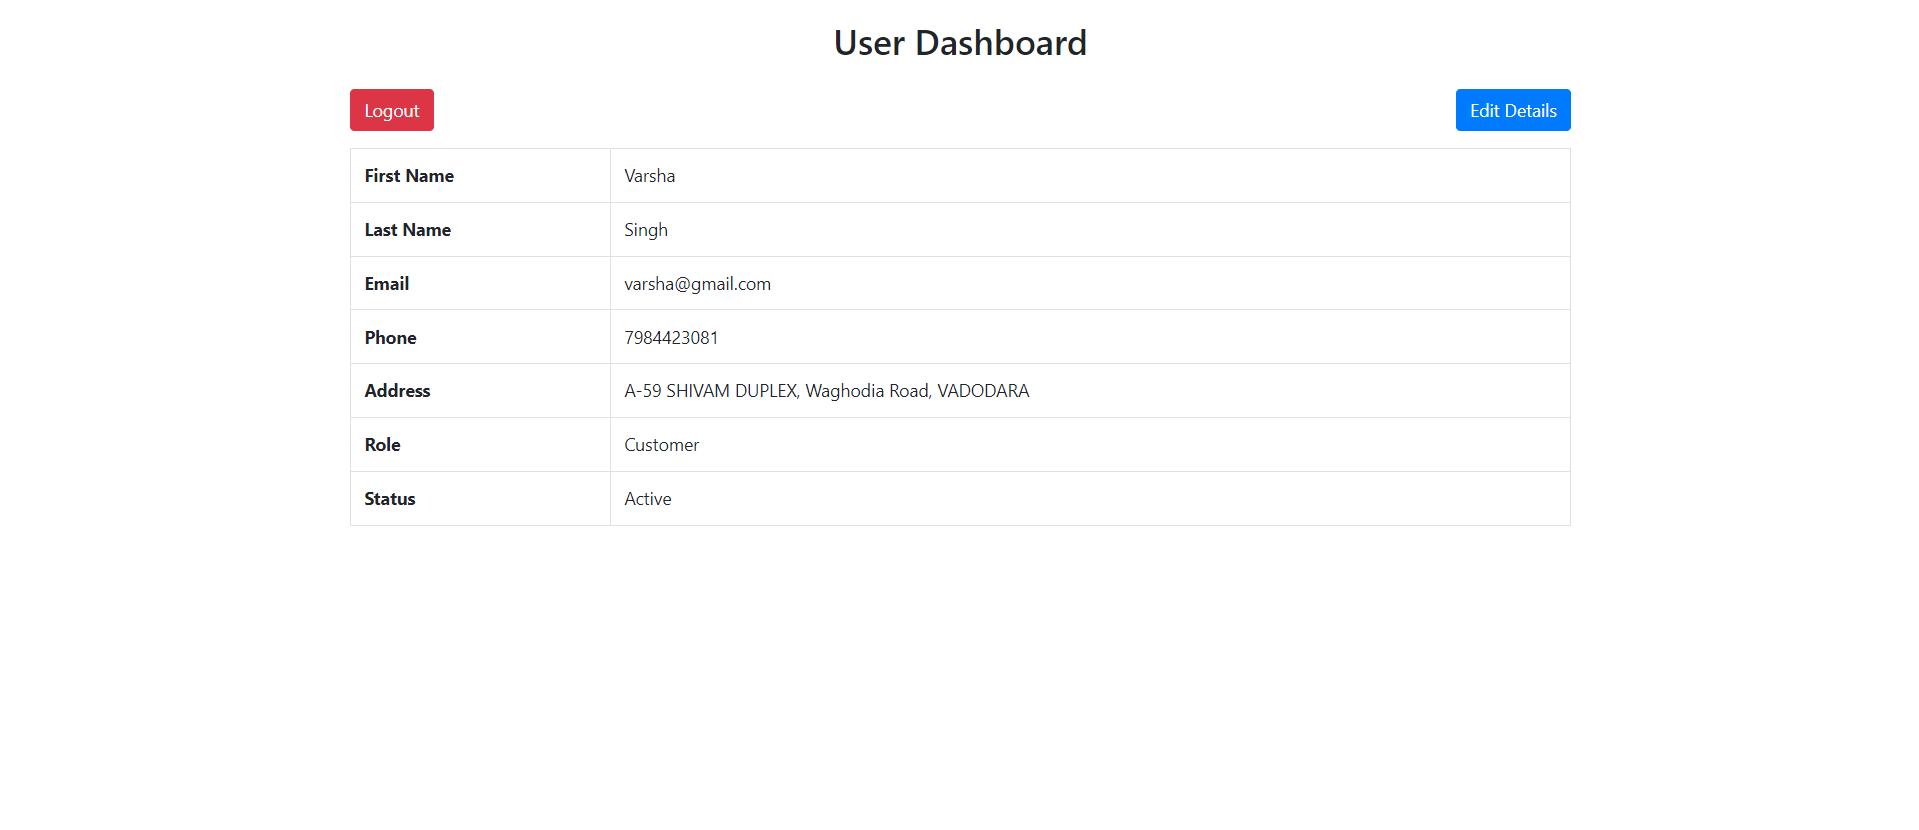 User Dashboard
Logout Edit Details
First Name Varsha
Last Name Singh
Email varsha@gmail.com
Phone 7984423081
Address A-59 SHIVAM DUPLEX, Waghodia Road, VADODARA
Role Customer
Status Active